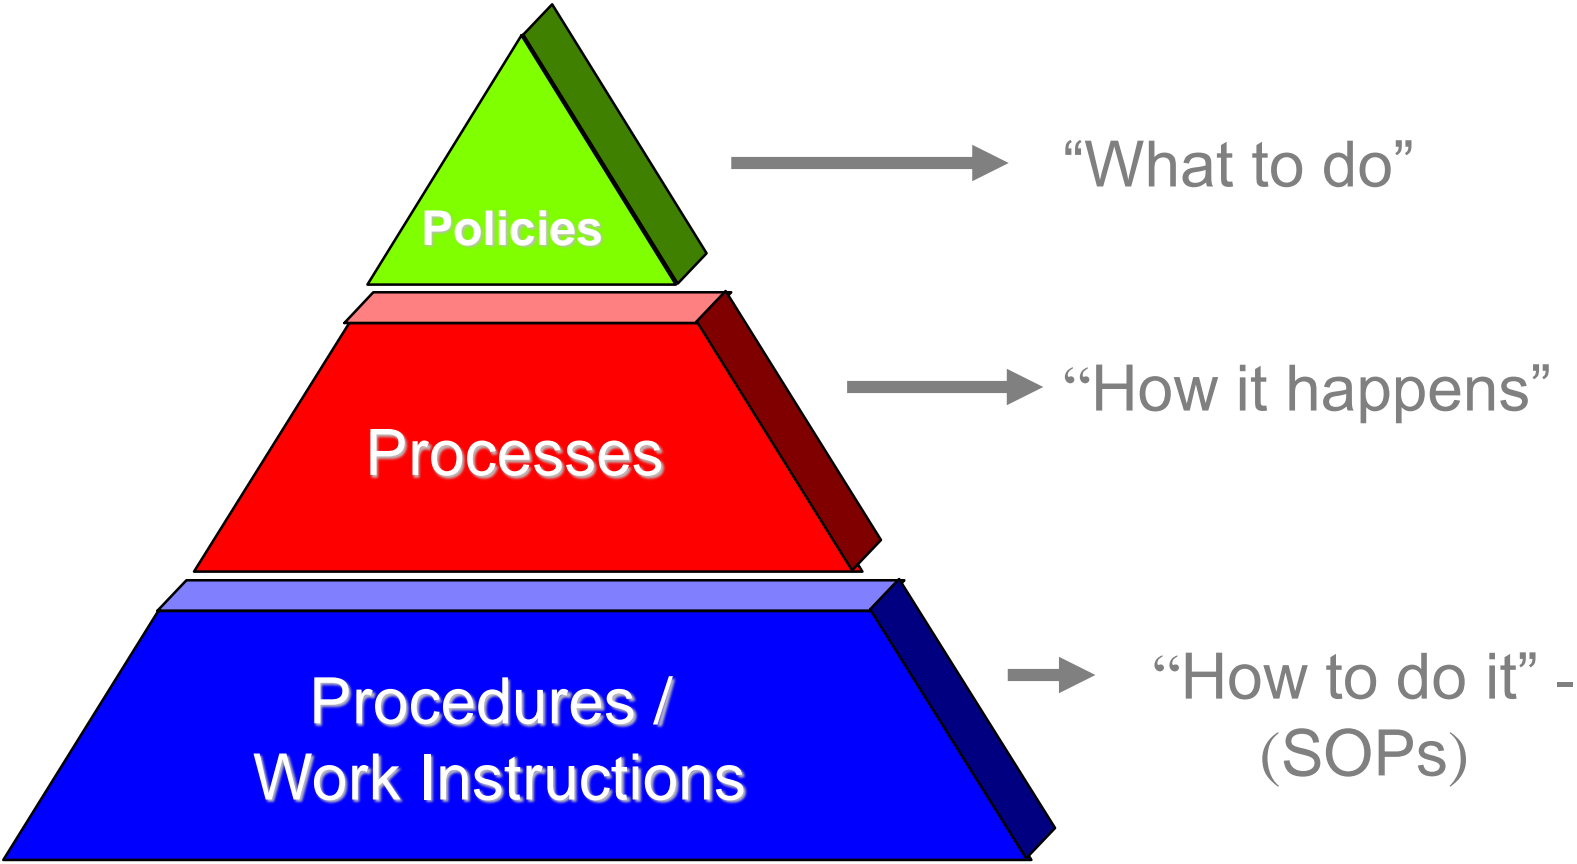 Policies
“What to do”
Processes
“How it happens”
Procedures /
Work Instructions
“How to do it” -
(SOPs)